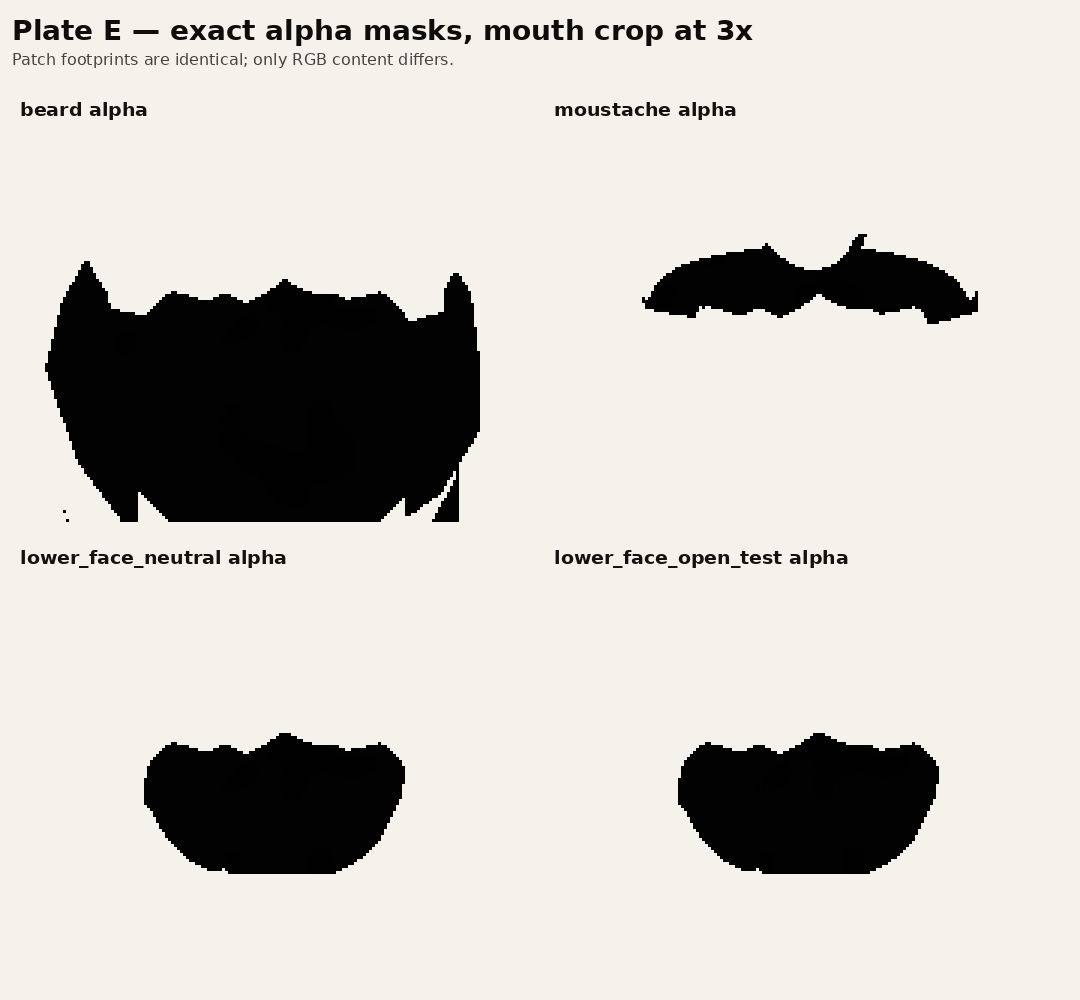 Plate E — exact alpha masks, mouth crop at 3x
Patch footprints are identical; only RGB content differs.
beard alpha
moustache alpha
lower_face_neutral alpha
lower_face_open_test alpha